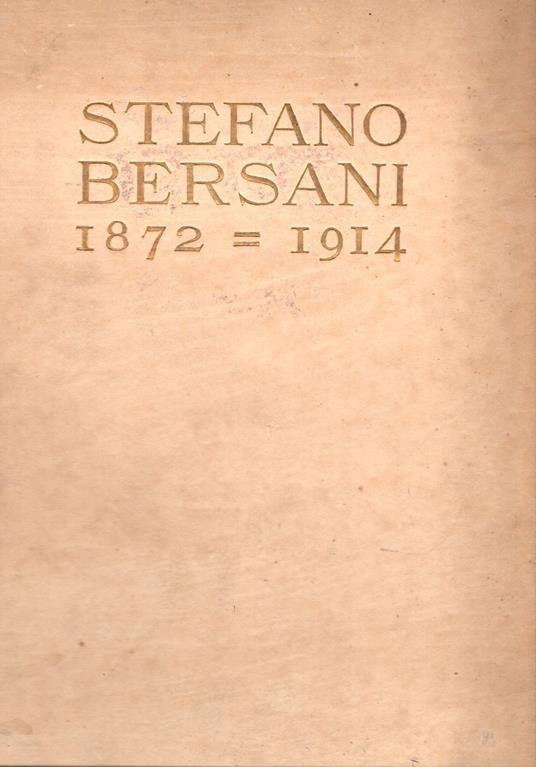 STEFANO
BERSANI
1872 = 1914